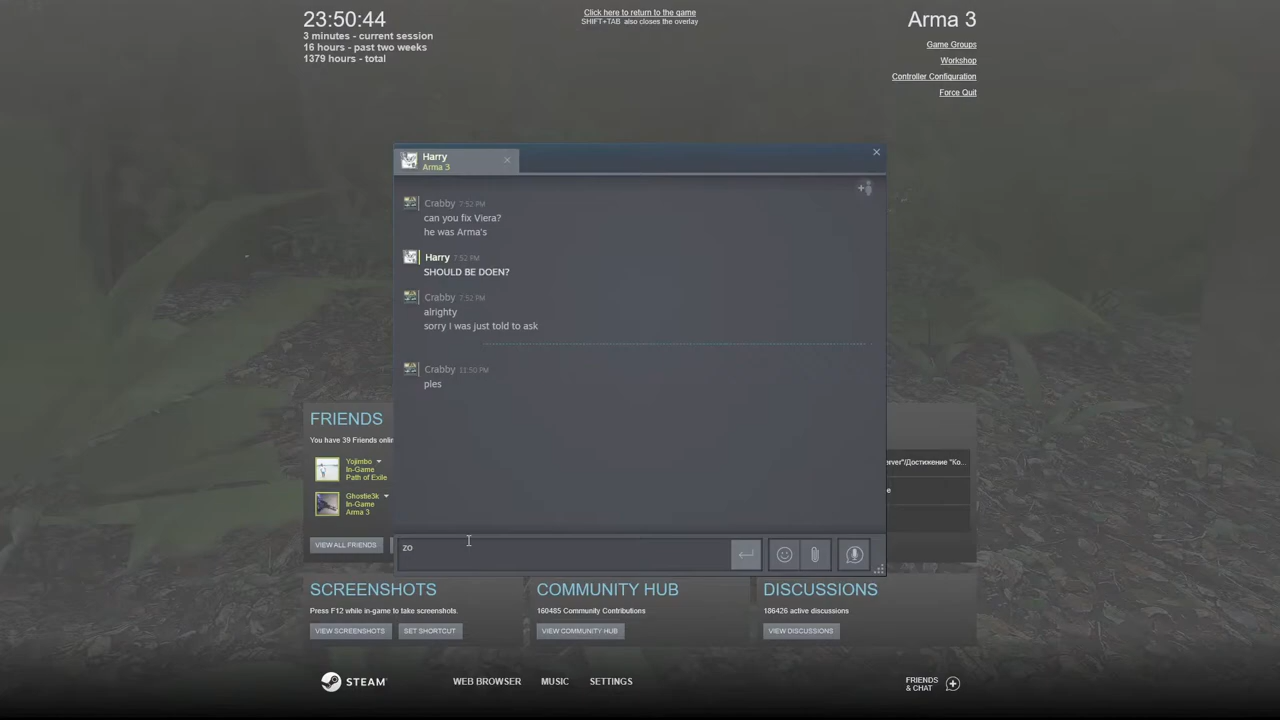 23:50:44
3 minutes - current session
16 hours - past two weeks
1379 hours - total
Click here to return to the game
SHIFT+TAB also closes the overlay
Arma 3
Game Groups
Workshop
Controller Configuration
Force Quit
Harry
Arma 3
Crabby 7:52 PM
can you fix Viera?
he was Arma's
Harry 7:52 PM
SHOULD BE DOEN?
Crabby 7:52 PM
alrighty
sorry I was just told to ask
Crabby 11:50 PM
ples
zo
FRIENDS
You have 39 Friends onlin
Yojimbo
In-Game
Path of Exile
Ghostie3k
In-Game
Arma 3
VIEW ALL FRIENDS
erver"/Достижение "Ко...
e
SCREENSHOTS
Press F12 while in-game to take screenshots.
VIEW SCREENSHOTS
SET SHORTCUT
COMMUNITY HUB
160485 Community Contributions
VIEW COMMUNITY HUB
DISCUSSIONS
186426 active discussions
VIEW DISCUSSIONS
STEAM
WEB BROWSER
MUSIC
SETTINGS
FRIENDS
& CHAT